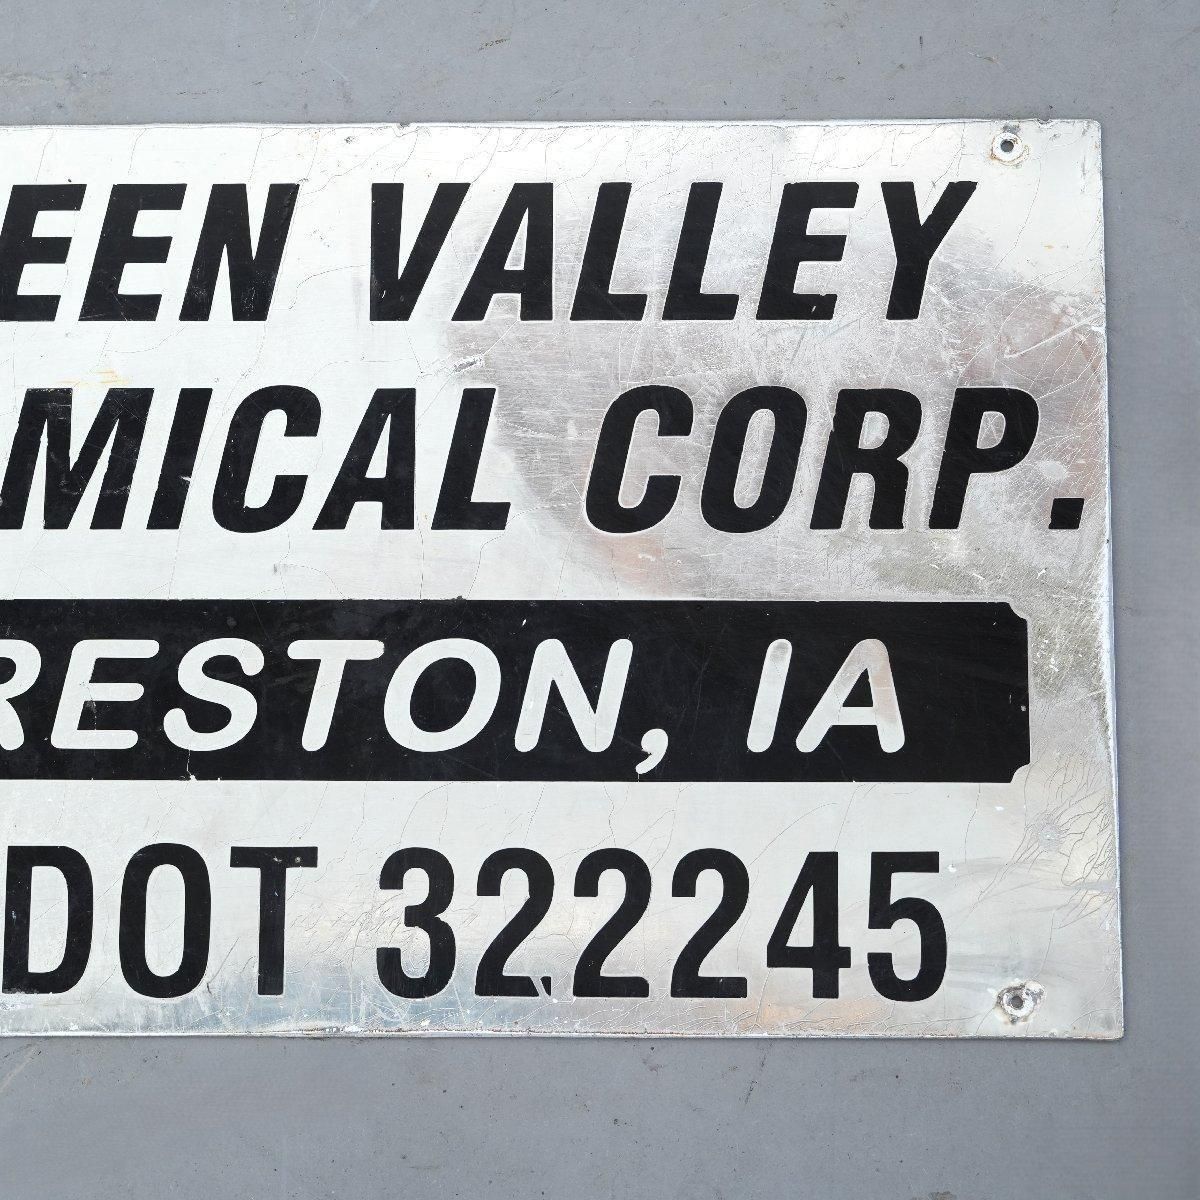 EEN VALLEY
MICAL CORP.
RESTON, IA
DOT 322245